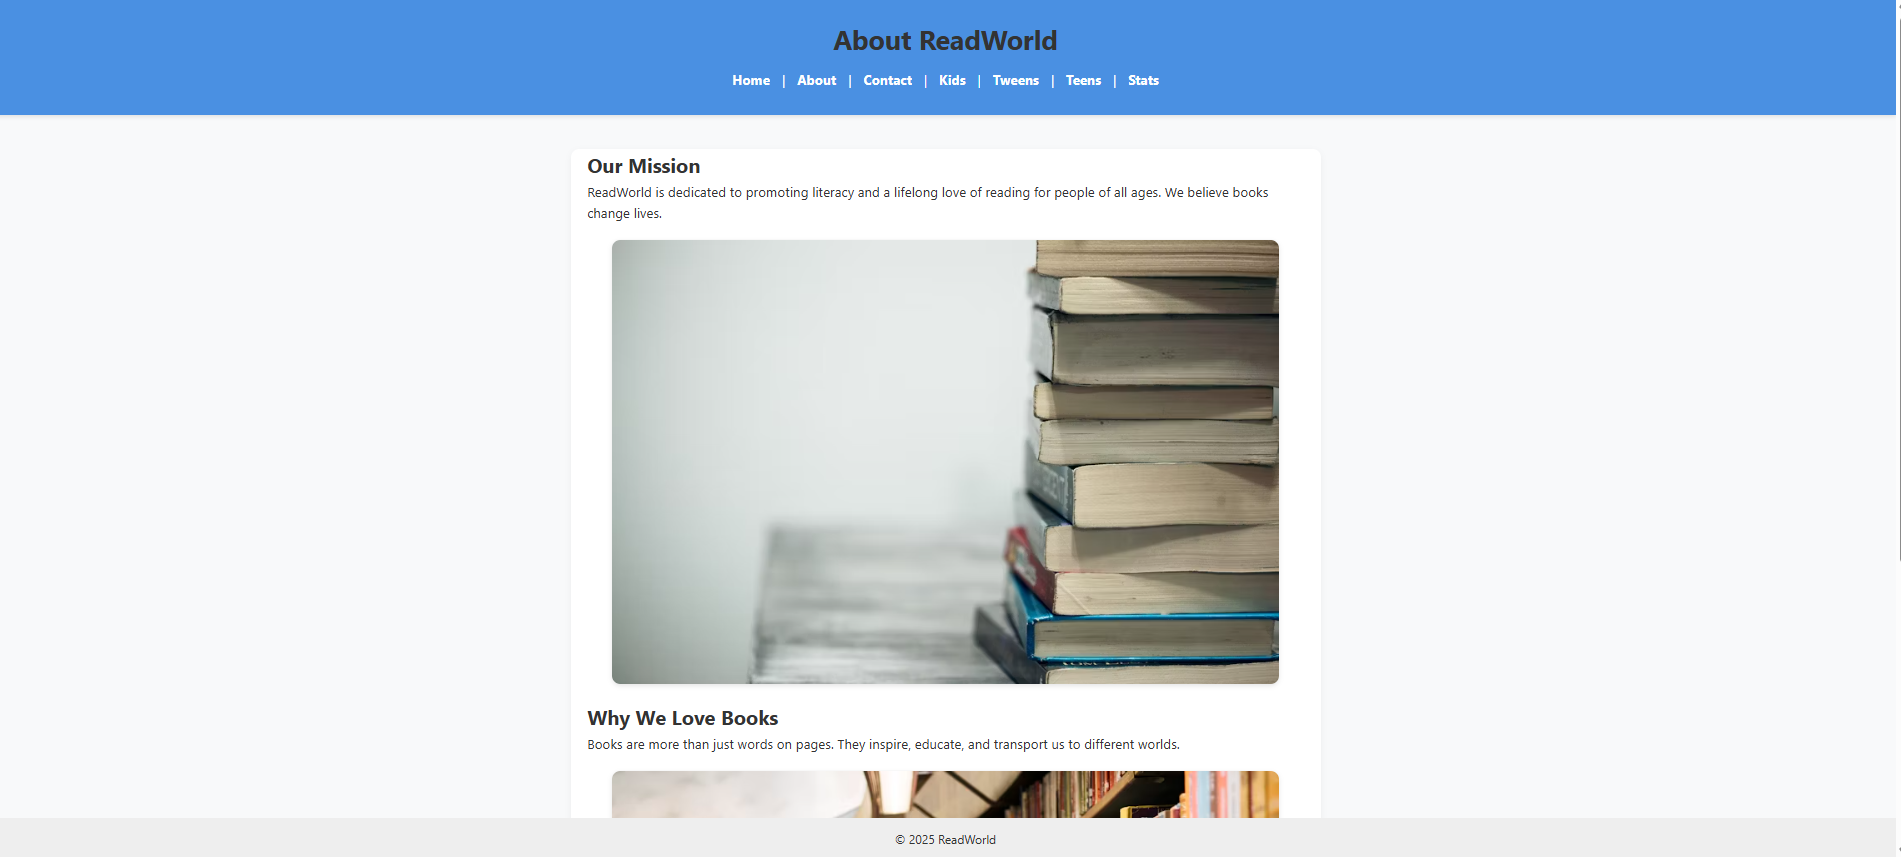 About ReadWorld
Home | About | Contact | Kids | Tweens | Teens | Stats
Our Mission
ReadWorld is dedicated to promoting literacy and a lifelong love of reading for people of all ages. We believe books
change lives.
Why We Love Books
Books are more than just words on pages. They inspire, educate, and transport us to different worlds.
© 2025 ReadWorld